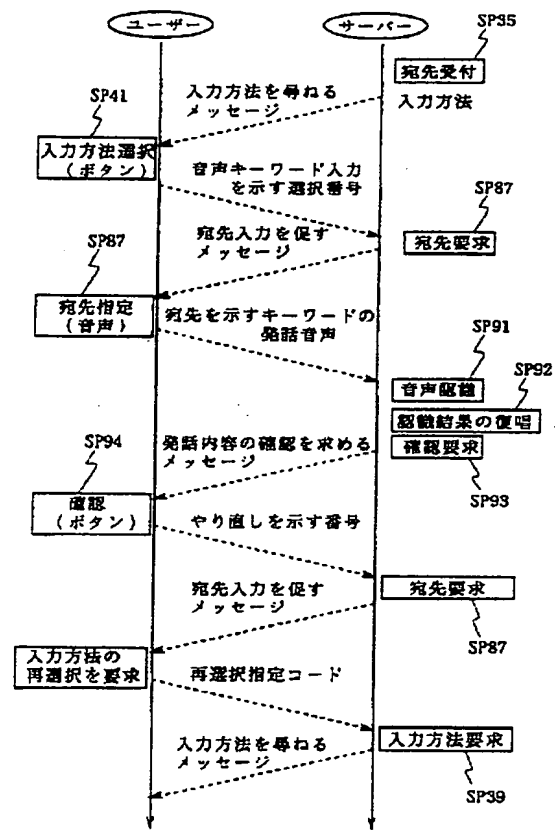 ユーザー
サーバー
SP35
宛先受付
入力方法を尋ねる
メッセージ
入力方法
SP41
入力方法選択
(ボタン)
音声キーワード入力
を示す選択番号
SP87
宛先要求
宛先入力を促す
メッセージ
SP87
宛先指定
(音声)
宛先を示すキーワードの
発話音声
SP91
音声認識
SP92
認識結果の復唱
発話内容の確認を求める
メッセージ
確認要求
SP93
SP94
確認
(ボタン)
やり直しを示す番号
宛先要求
SP87
宛先入力を促す
メッセージ
入力方法の
再選択を要求
再選択指定コード
入力方法要求
SP39
入力方法を尋ねる
メッセージ